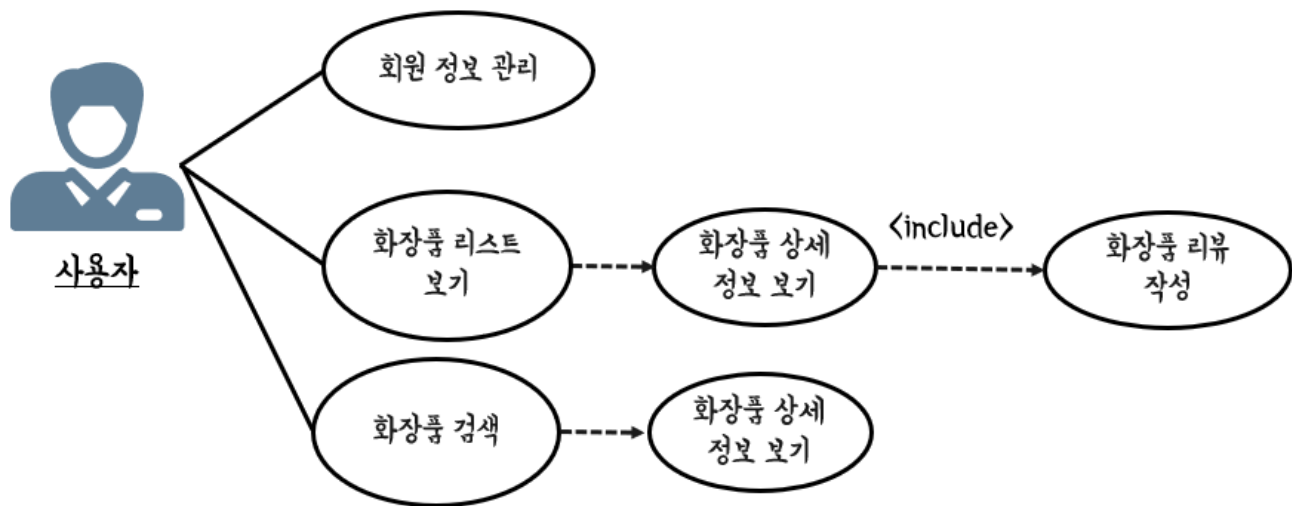 회원 정보 관리
사용자
화장품 리스트
보기
화장품 상세
정보 보기
<include>
화장품 리뷰
작성
화장품 검색
화장품 상세
정보 보기